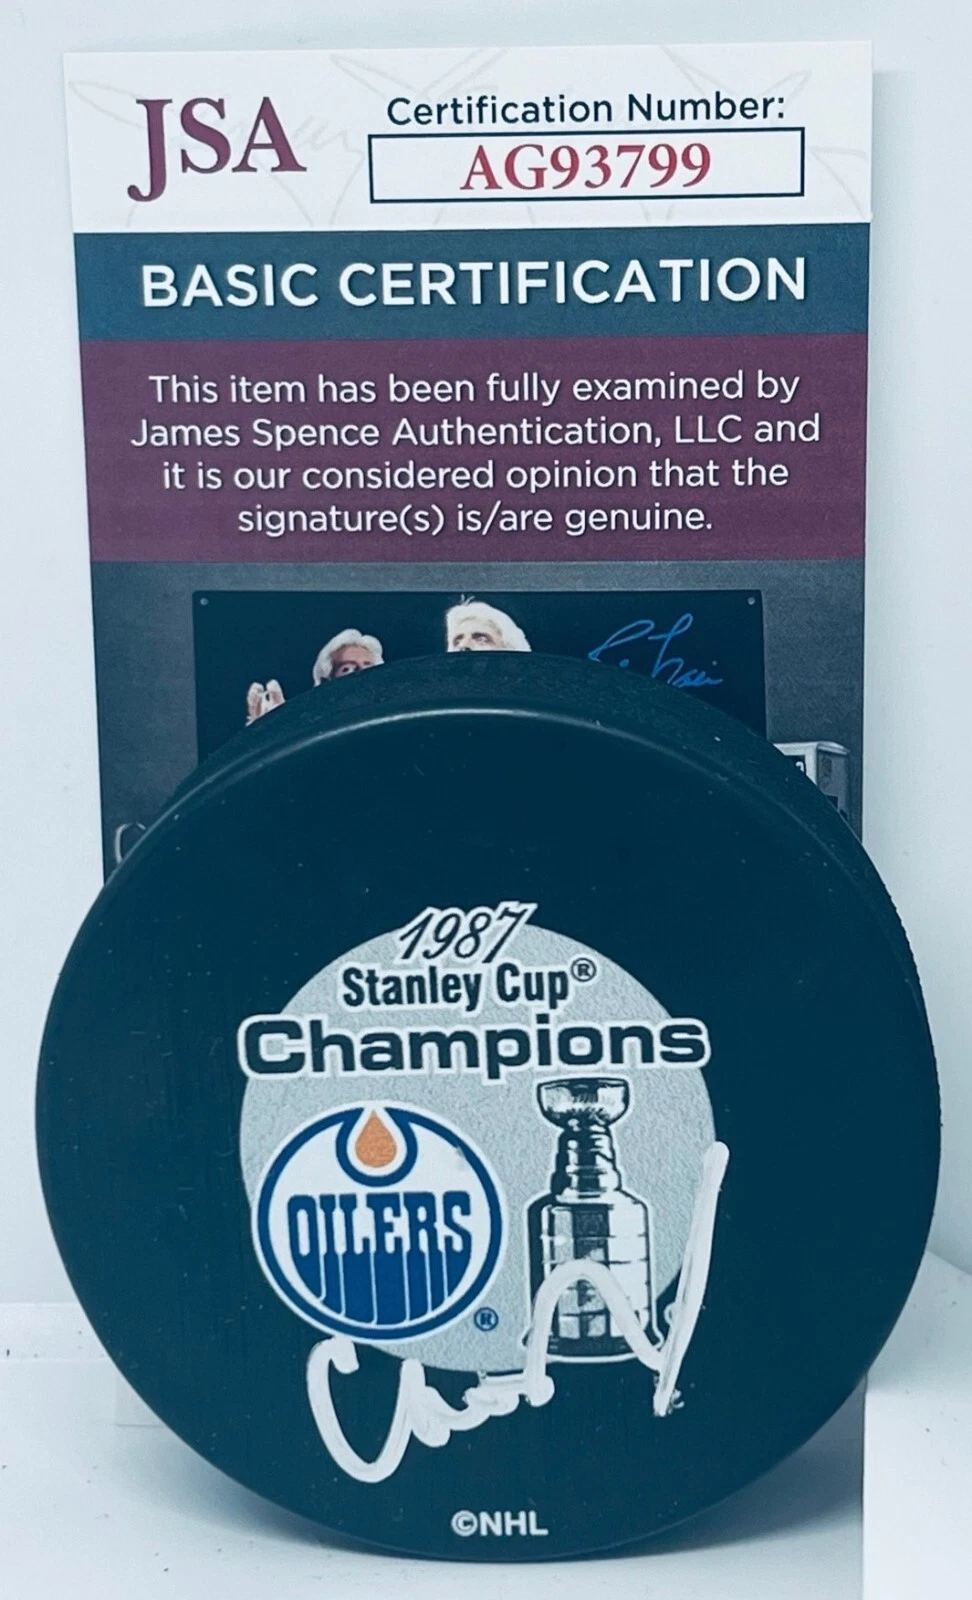 JSA
Certification Number:
AG93799
BASIC CERTIFICATION
This item has been fully examined by
James Spence Authentication, LLC and
it is our considered opinion that the
signature(s) is/are genuine.
1987
Stanley Cup®
Champions
OILERS
®
©NHL